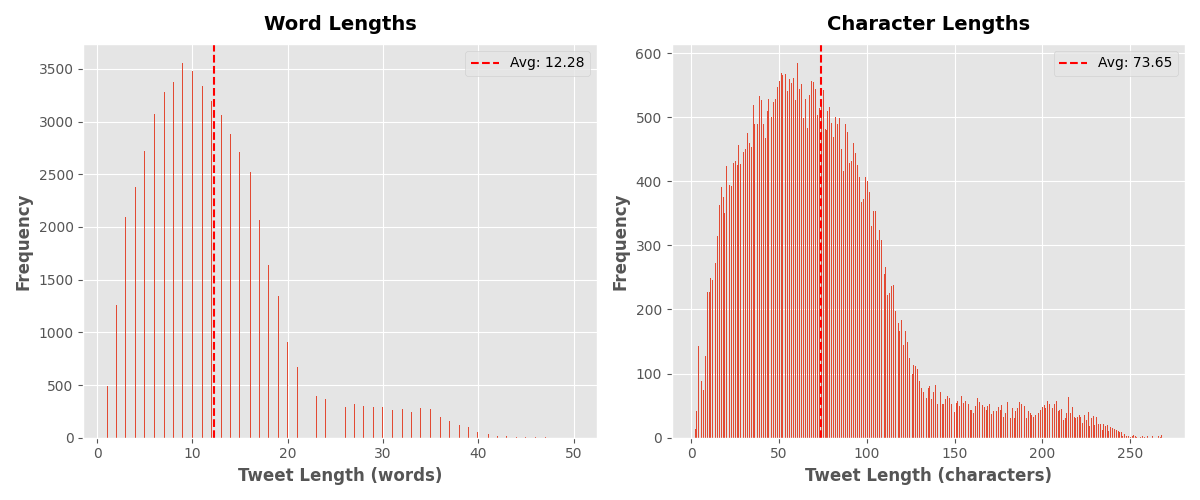 Word Lengths
Avg: 12.28
Frequency
3500
3000
2500
2000
1500
1000
500
0
0 10 20 30 40 50
Tweet Length (words)
Character Lengths
Avg: 73.65
Frequency
600
500
400
300
200
100
0
0 50 100 150 200 250
Tweet Length (characters)